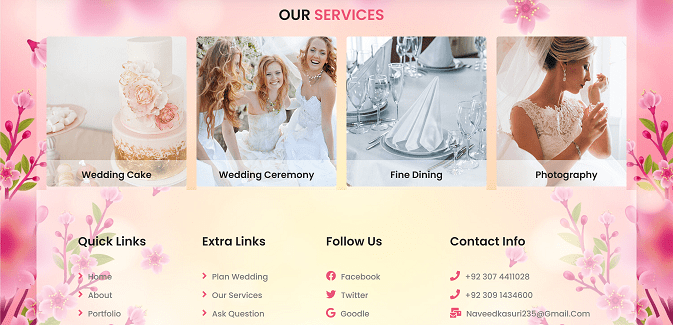 OUR SERVICES
Wedding Cake
Wedding Ceremony
Fine Dining
Photography
Quick Links
Home
About
Portfolio
Extra Links
Plan Wedding
Our Services
Ask Question
Follow Us
Facebook
Twitter
Goodle
Contact Info
+92 307 4411028
+92 309 1434600
Naveedkasuri235@Gmail.Com